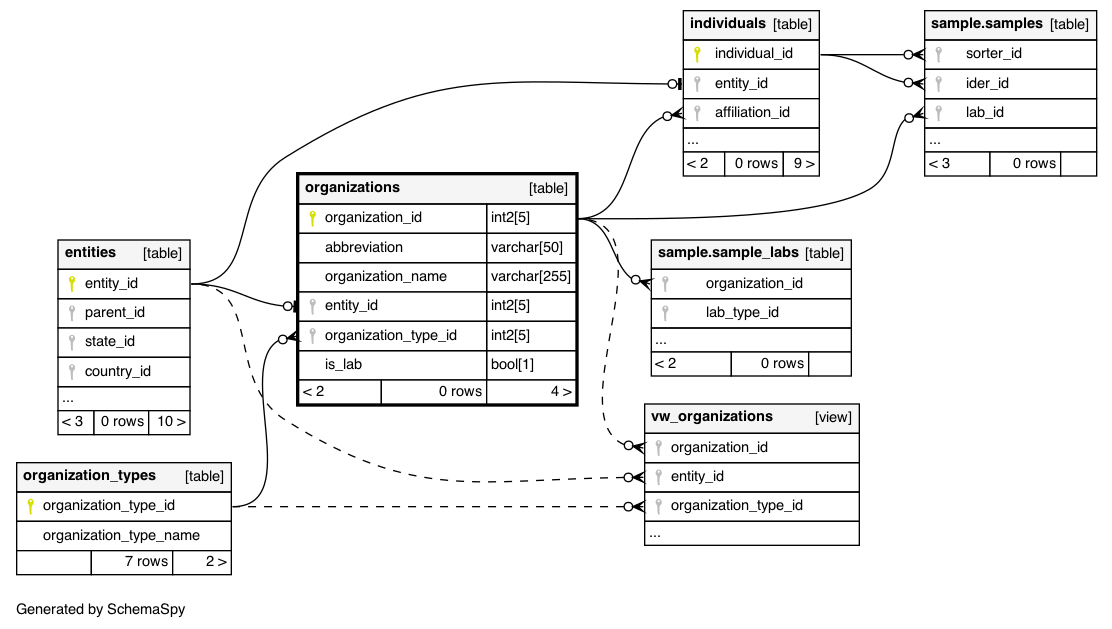 individuals [table]
individual_id
entity_id
affiliation_id
...
< 2 0 rows 9 >
sample.samples [table]
sorter_id
ider_id
lab_id
...
< 3 0 rows
organizations [table]
organization_id int2[5]
abbreviation varchar[50]
organization_name varchar[255]
entity_id int2[5]
organization_type_id int2[5]
is_lab bool[1]
< 2 0 rows 4 >
entities [table]
entity_id
parent_id
state_id
country_id
...
< 3 0 rows 10 >
sample.sample_labs [table]
organization_id
lab_type_id
...
< 2 0 rows
vw_organizations [view]
organization_id
entity_id
organization_type_id
...
organization_types [table]
organization_type_id
organization_type_name
7 rows 2 >
Generated by SchemaSpy